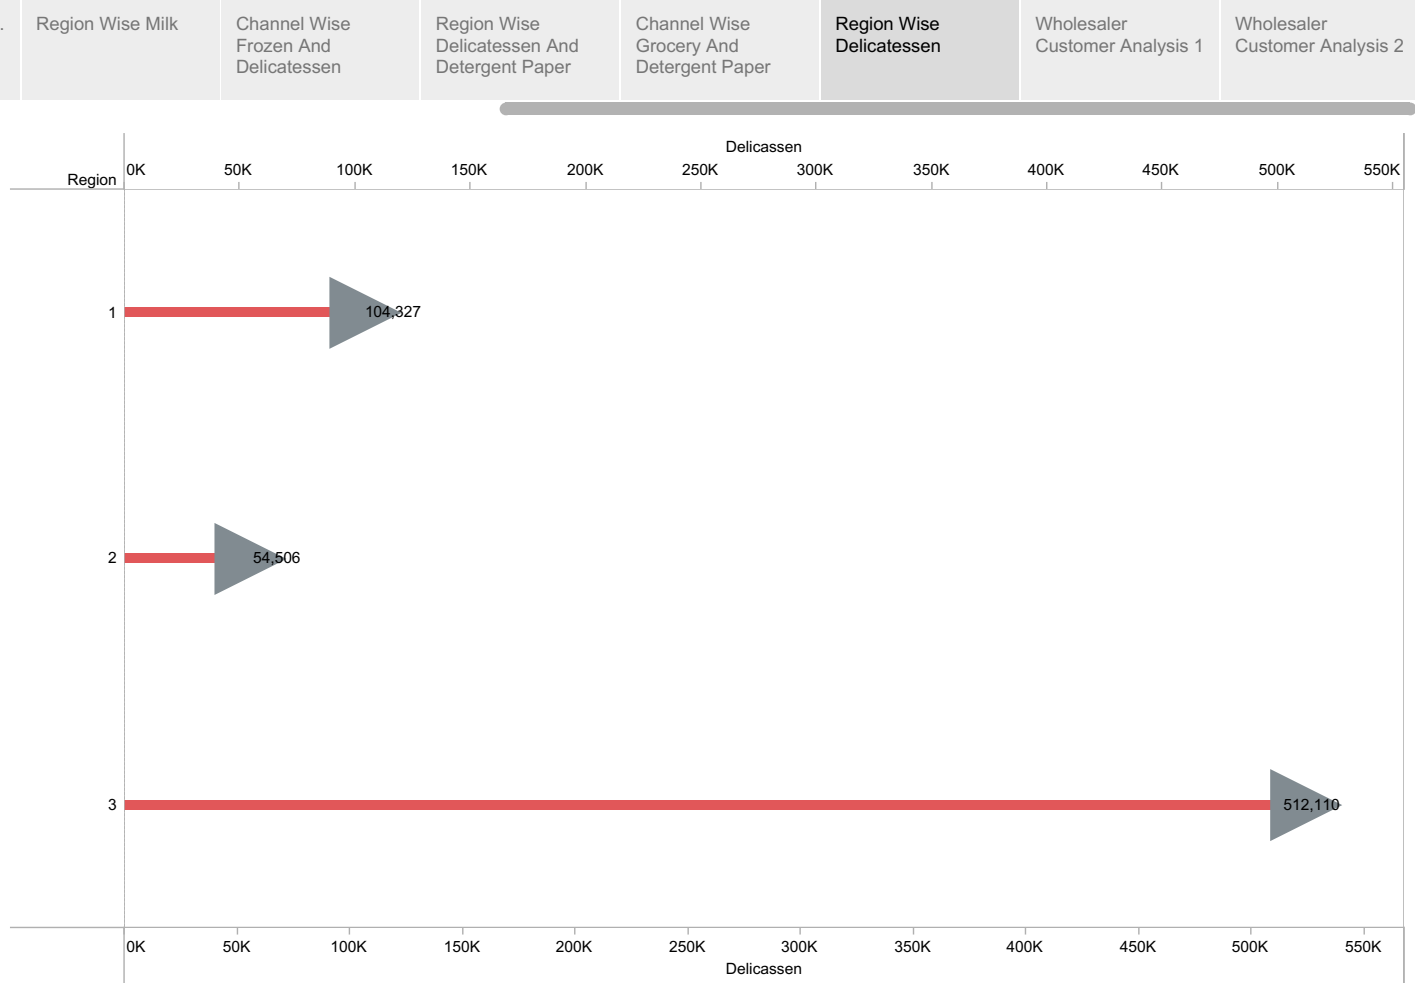 .
Region Wise Milk
Channel Wise
Frozen And
Delicatessen
Region Wise
Delicatessen And
Detergent Paper
Channel Wise
Grocery And
Detergent Paper
Region Wise
Delicatessen
Wholesaler
Customer Analysis 1
Wholesaler
Customer Analysis 2
Delicassen
0K 50K 100K 150K 200K 250K 300K 350K 400K 450K 500K 550K
Region
1 104,327
2 54,506
3 512,110
0K 50K 100K 150K 200K 250K 300K 350K 400K 450K 500K 550K
Delicassen